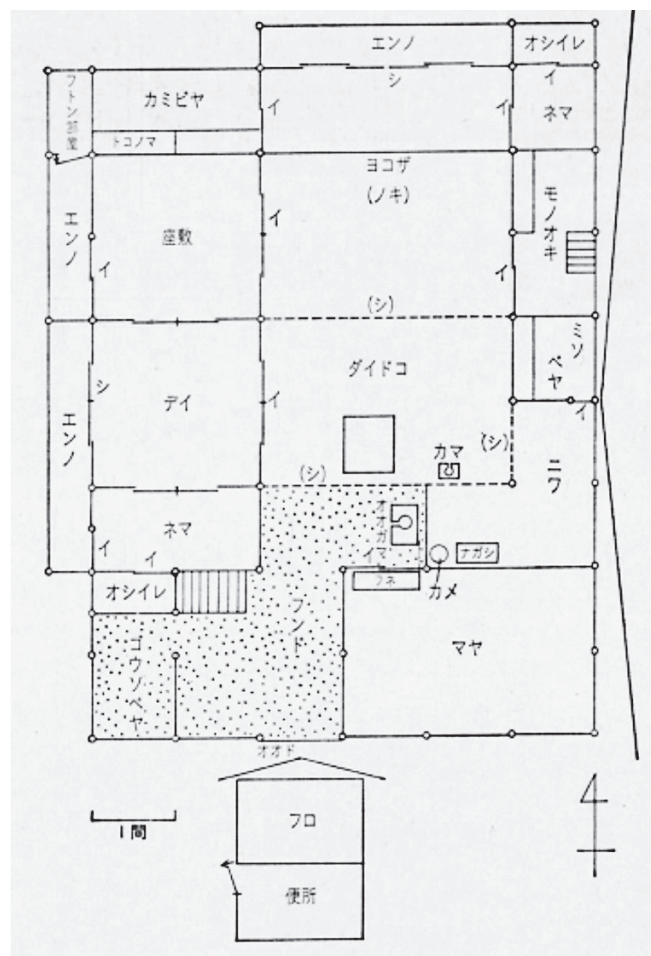 エンノ
オシイレ
シ
イ
フトン部屋
カミビヤ
イ
イ
ネマ
トコノマ
ヨコザ
(ノキ)
モノオキ
エンノ
座敷
イ
イ
イ
(シ)
ミソベヤ
ダイドコ
シ
デイ
イ
イ
エンノ
カマ
(シ)
ニワ
(シ)
オオガマ
ネマ
イ
イ
イ
ナガシ
フネ
カメ
オシイレ
フンド
ゴウソベヤ
マヤ
オオド
1間
フロ
便所